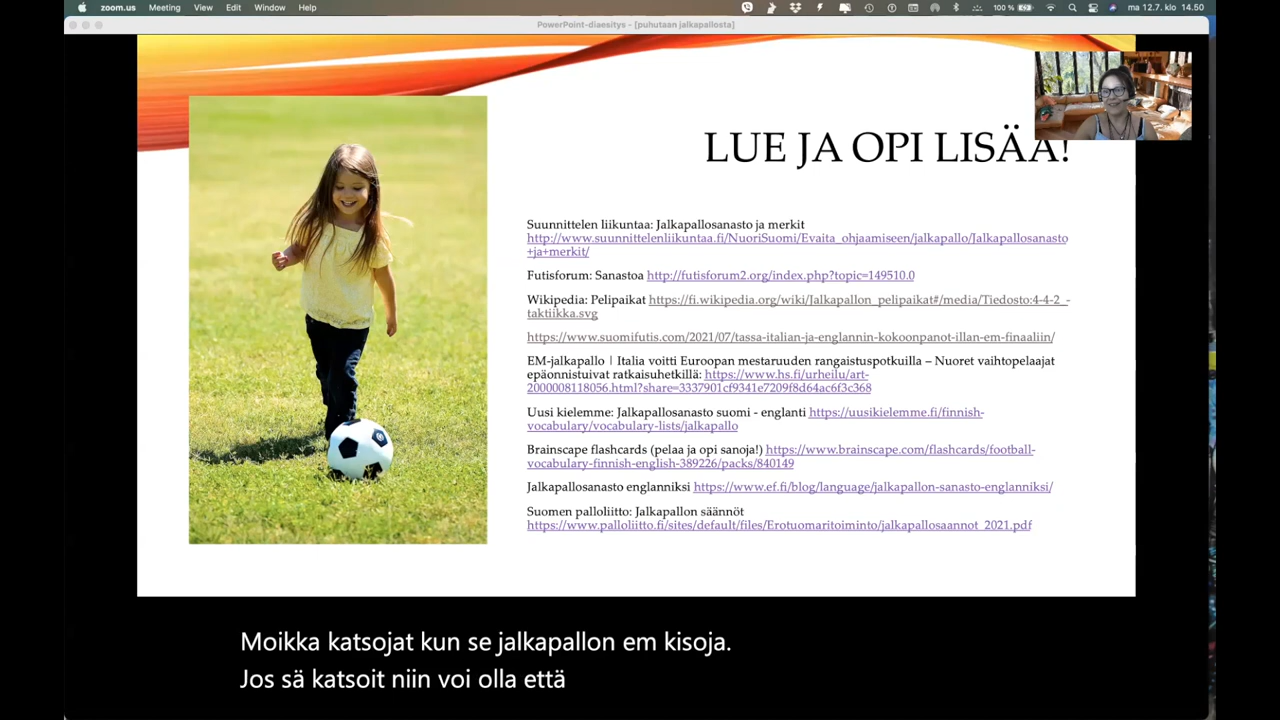 zoom.us Meeting View Edit Window Help 100 % ma 12.7. klo 14.50
PowerPoint-diaesitys - [puhutaan jalkapallosta]
LUE JA OPI LISÄÄ!
Suunnittelen liikuntaa: Jalkapallosanasto ja merkit
http://www.suunnittelenliikuntaa.fi/NuoriSuomi/Evaita_ohjaamiseen/jalkapallo/Jalkapallosanasto
+ja+merkit/
Futisforum: Sanastoa http://futisforum2.org/index.php?topic=149510.0
Wikipedia: Pelipaikat https://fi.wikipedia.org/wiki/Jalkapallon_pelipaikat#/media/Tiedosto:4-4-2_-
taktiikka.svg
https://www.suomifutis.com/2021/07/tassa-italian-ja-englannin-kokoonpanot-illan-em-finaaliin/
EM-jalkapallo | Italia voitti Euroopan mestaruuden rangaistuspotkuilla – Nuoret vaihtopelaajat
epäonnistuivat ratkaisuhetkillä: https://www.hs.fi/urheilu/art-
2000008118056.html?share=3337901cf9341e7209f8d64ac6f3c368
Uusi kielemme: Jalkapallosanasto suomi - englanti https://uusikielemme.fi/finnish-
vocabulary/vocabulary-lists/jalkapallo
Brainscape flashcards (pelaa ja opi sanoja!) https://www.brainscape.com/flashcards/football-
vocabulary-finnish-english-389226/packs/840149
Jalkapallosanasto englanniksi https://www.ef.fi/blog/language/jalkapallon-sanasto-englanniksi/
Suomen palloliitto: Jalkapallon säännöt
https://www.palloliitto.fi/sites/default/files/Erotuomaritoiminto/jalkapallosaannot_2021.pdf
Moikka katsojat kun se jalkapallon em kisoja.
Jos sä katsoit niin voi olla että